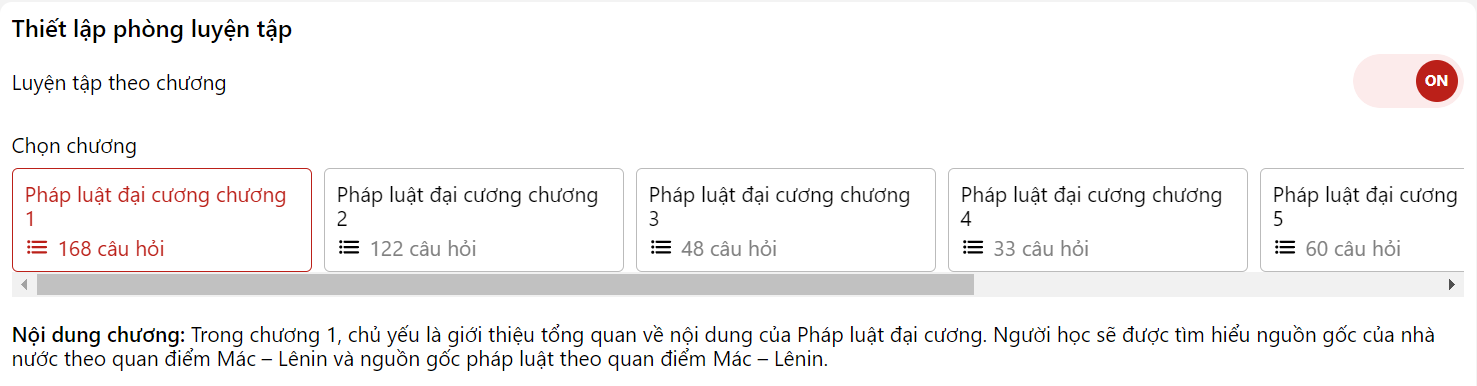 Thiết lập phòng luyện tập
Luyện tập theo chương
ON
Chọn chương
Pháp luật đại cương chương
1
168 câu hỏi
Pháp luật đại cương chương
2
122 câu hỏi
Pháp luật đại cương chương
3
48 câu hỏi
Pháp luật đại cương chương
4
33 câu hỏi
Pháp luật đại cương
5
60 câu hỏi
Nội dung chương: Trong chương 1, chủ yếu là giới thiệu tổng quan về nội dung của Pháp luật đại cương. Người học sẽ được tìm hiểu nguồn gốc của nhà
nước theo quan điểm Mác – Lênin và nguồn gốc pháp luật theo quan điểm Mác – Lênin.